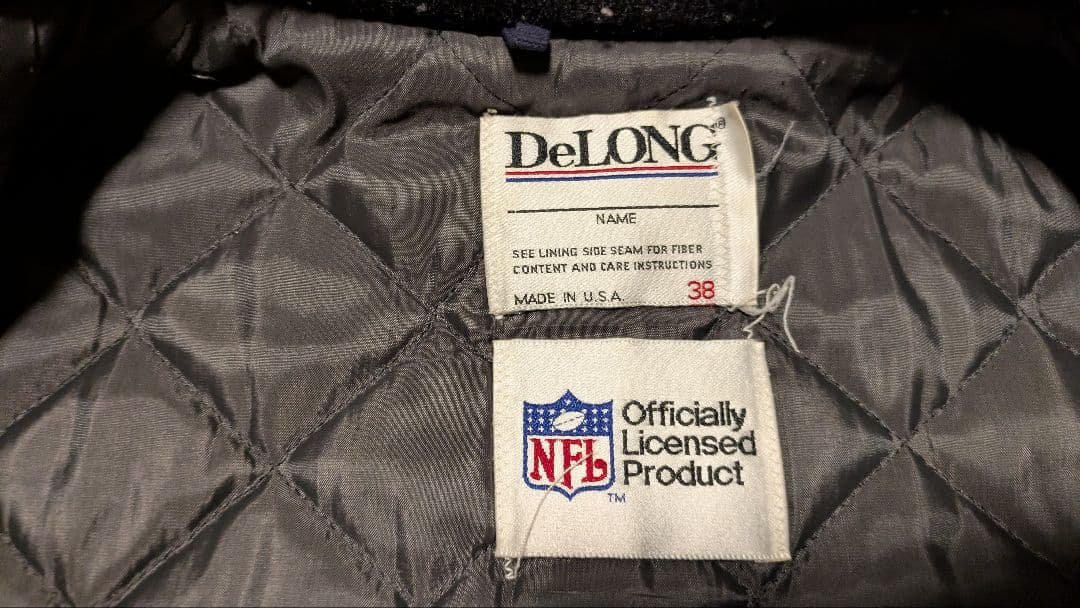 DeLONG®
NAME
SEE LINING SIDE SEAM FOR FIBER
CONTENT AND CARE INSTRUCTIONS
MADE IN U.S.A. 38
NFL
TM
Officially
Licensed
Product